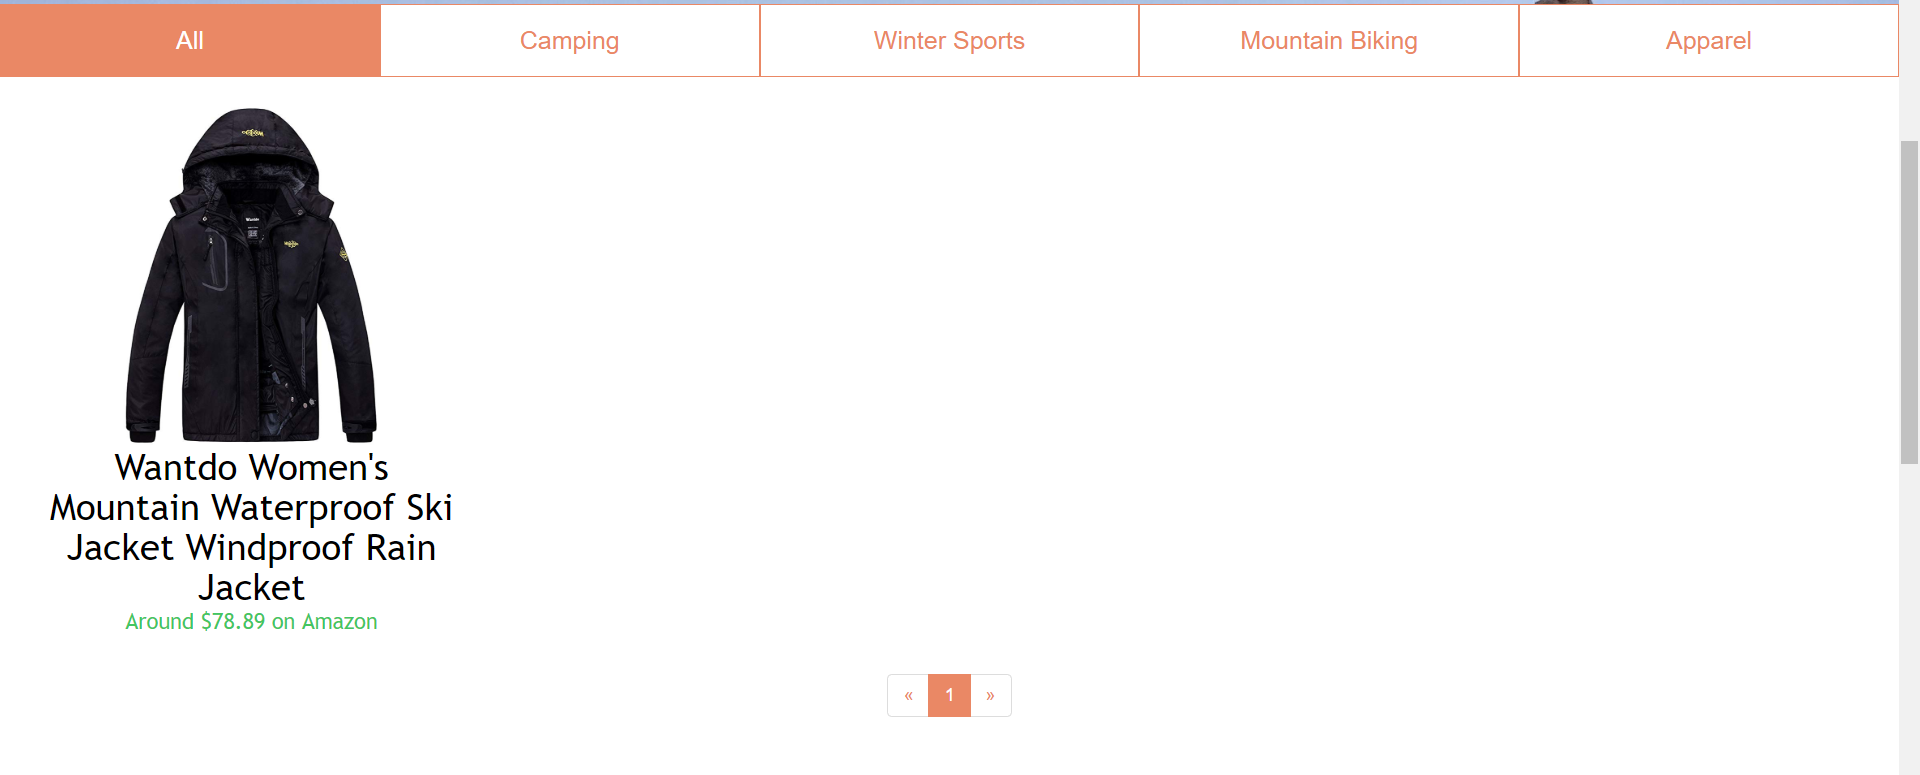 All
Camping
Winter Sports
Mountain Biking
Apparel
Wantdo Women's
Mountain Waterproof Ski
Jacket Windproof Rain
Jacket
Around $78.89 on Amazon
« 1 »